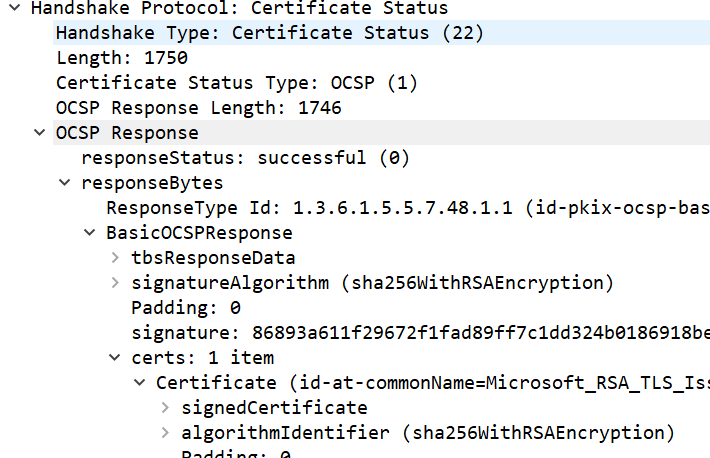 Handshake Protocol: Certificate Status
Handshake Type: Certificate Status (22)
Length: 1750
Certificate Status Type: OCSP (1)
OCSP Response Length: 1746
OCSP Response
responseStatus: successful (0)
responseBytes
ResponseType Id: 1.3.6.1.5.5.7.48.1.1 (id-pkix-ocsp-bas
BasicOCSPResponse
tbsResponseData
signatureAlgorithm (sha256WithRSAEncryption)
Padding: 0
signature: 86893a611f29672f1fad89ff7c1dd324b0186918be
certs: 1 item
Certificate (id-at-commonName=Microsoft_RSA_TLS_Iss
signedCertificate
algorithmIdentifier (sha256WithRSAEncryption)
Padding: 0